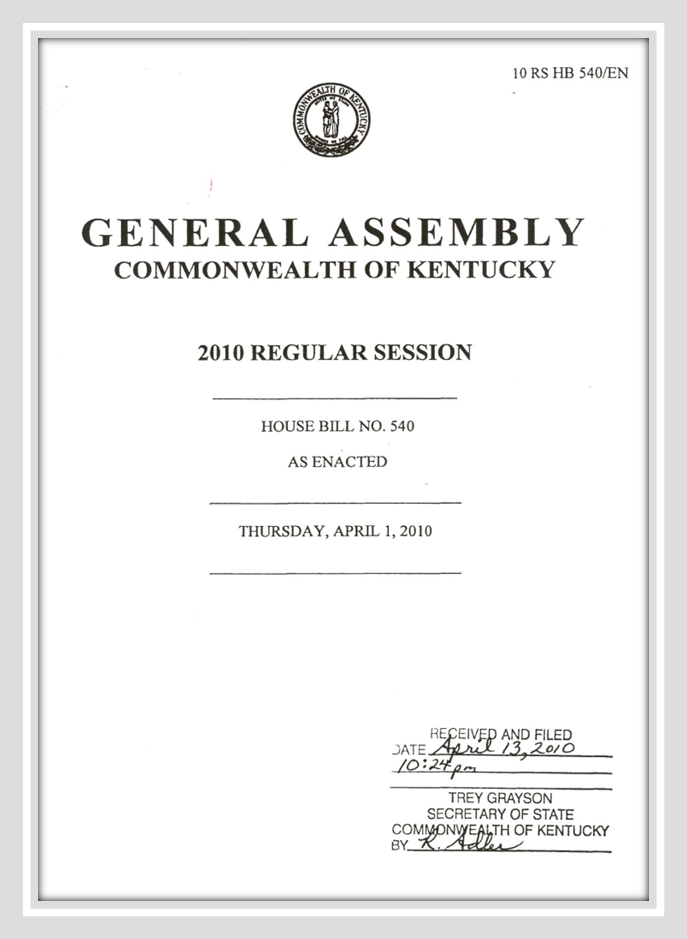 10 RS HB 540/EN
COMMONWEALTH OF KENTUCKY
GENERAL ASSEMBLY
COMMONWEALTH OF KENTUCKY
2010 REGULAR SESSION
HOUSE BILL NO. 540
AS ENACTED
THURSDAY, APRIL 1, 2010
RECEIVED AND FILED
DATE April 13, 2010
10:24pm
TREY GRAYSON
SECRETARY OF STATE
COMMONWEALTH OF KENTUCKY
BY K. Adler